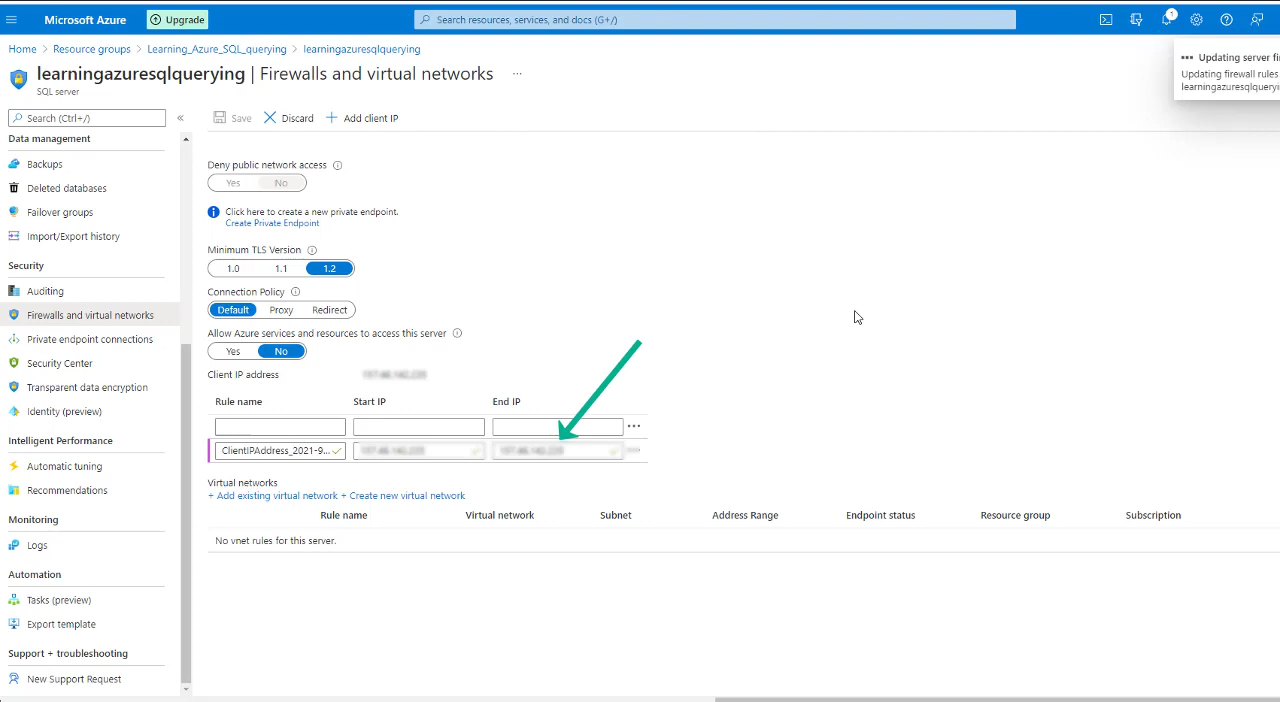 Microsoft Azure
Upgrade
Search resources, services, and docs (G+/)
1
Home > Resource groups > Learning_Azure_SQL_querying > learningazuresqlquerying
learningazuresqlquerying | Firewalls and virtual networks ...
SQL server
Updating server fi
Updating firewall rules
learningazuresqlqueryin
Search (Ctrl+/)
«
Save
Discard
Add client IP
Data management
Backups
Deleted databases
Failover groups
Import/Export history
Security
Auditing
Firewalls and virtual networks
Private endpoint connections
Security Center
Transparent data encryption
Identity (preview)
Intelligent Performance
Automatic tuning
Recommendations
Monitoring
Logs
Automation
Tasks (preview)
Export template
Support + troubleshooting
New Support Request
Deny public network access
Yes No
Click here to create a new private endpoint.
Create Private Endpoint
Minimum TLS Version
1.0 1.1 1.2
Connection Policy
Default Proxy Redirect
Allow Azure services and resources to access this server
Yes No
Client IP address
Rule name Start IP End IP
ClientIPAddress_2021-9...
Virtual networks
+ Add existing virtual network + Create new virtual network
Rule name Virtual network Subnet Address Range Endpoint status Resource group Subscription
No vnet rules for this server.